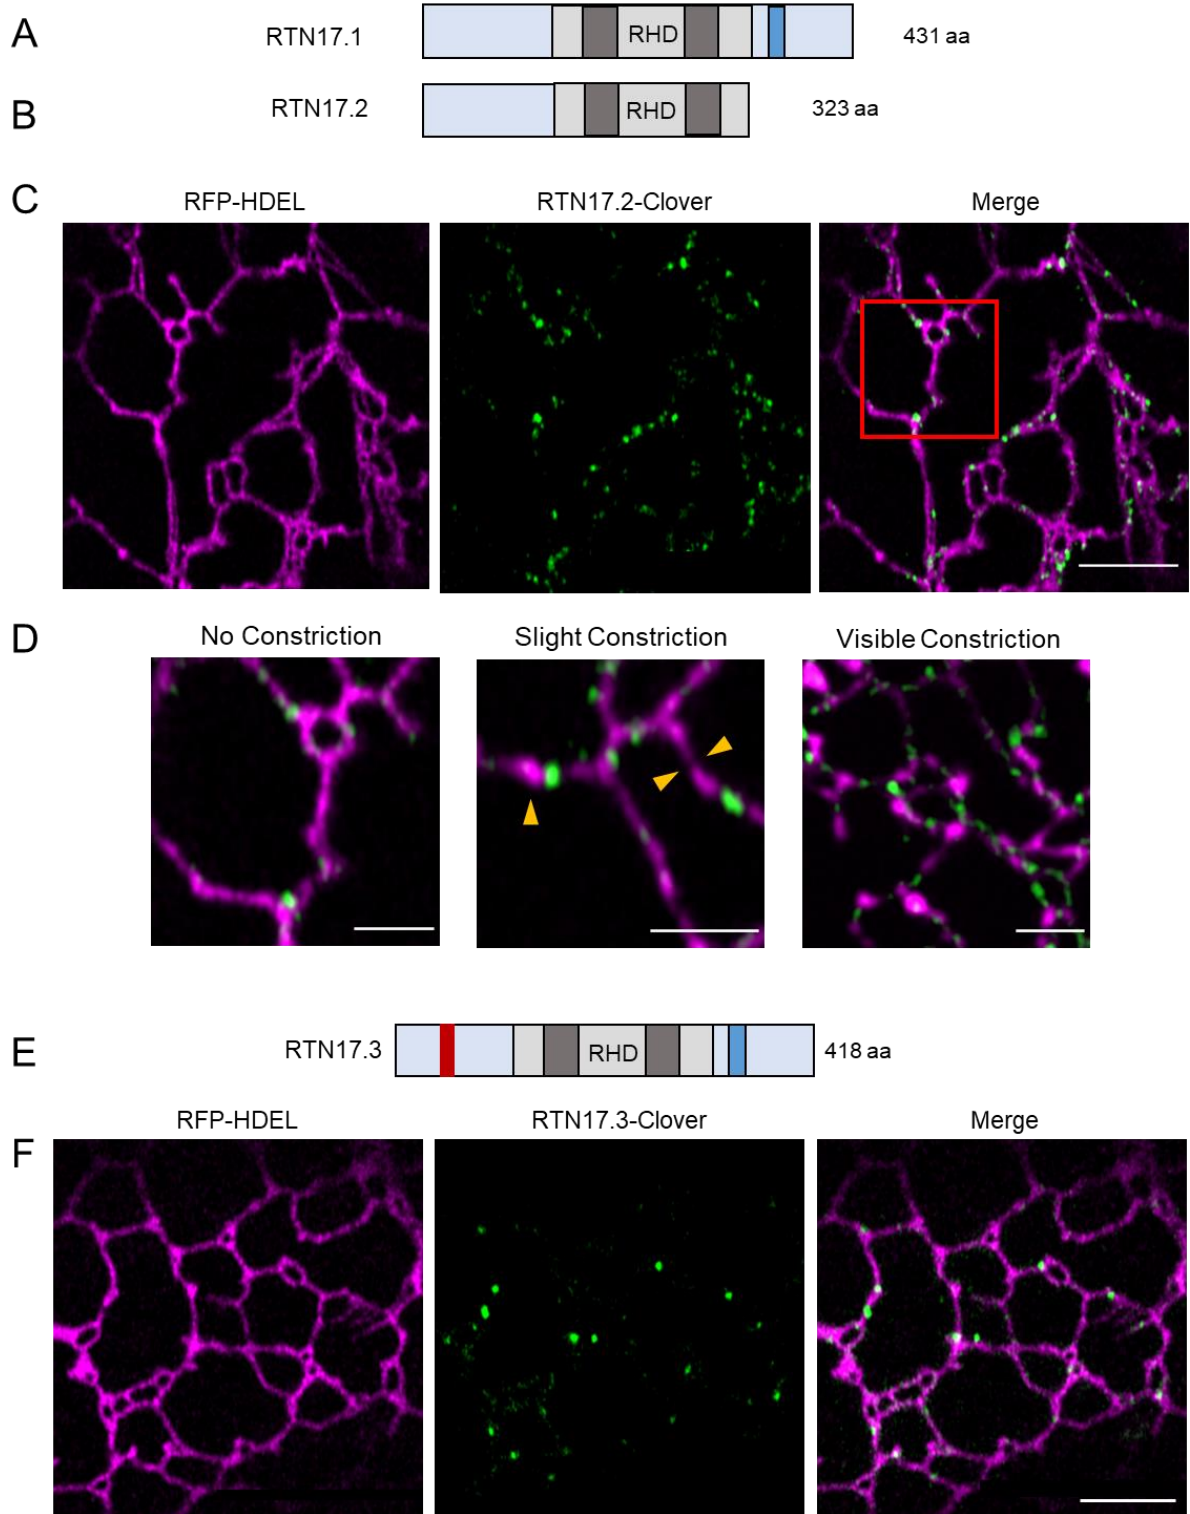 A
RTN17.1
RHD
431 aa
B
RTN17.2
RHD
323 aa
C
RFP-HDEL
RTN17.2-Clover
Merge
D
No Constriction
Slight Constriction
Visible Constriction
E
RTN17.3
RHD
418 aa
F
RFP-HDEL
RTN17.3-Clover
Merge